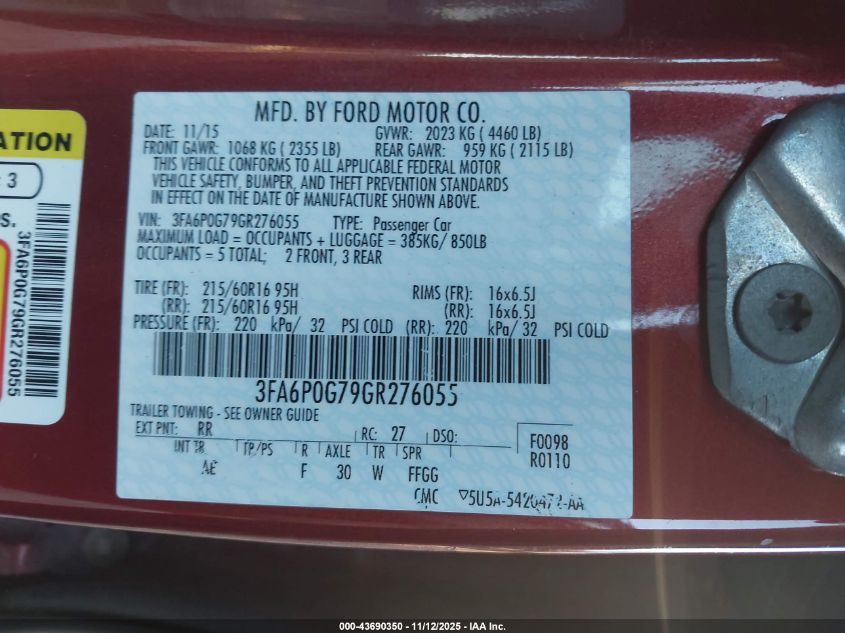 MFD. BY FORD MOTOR CO.
DATE: 11/15 GVWR: 2023 KG ( 4460 LB)
FRONT GAWR: 1068 KG ( 2355 LB) REAR GAWR: 959 KG ( 2115 LB)
THIS VEHICLE CONFORMS TO ALL APPLICABLE FEDERAL MOTOR
VEHICLE SAFETY, BUMPER, AND THEFT PREVENTION STANDARDS
IN EFFECT ON THE DATE OF MANUFACTURE SHOWN ABOVE.
VIN: 3FA6P0G79GR276055 TYPE: Passenger Car
MAXIMUM LOAD = OCCUPANTS + LUGGAGE = 385KG/ 850LB
OCCUPANTS = 5 TOTAL; 2 FRONT, 3 REAR
TIRE (FR): 215/60R16 95H RIMS (FR): 16x6.5J
(RR): 215/60R16 95H (RR): 16x6.5J
PRESSURE (FR): 220 kPa/ 32 PSI COLD (RR): 220 kPa/ 32 PSI COLD
3FA6P0G79GR276055
TRAILER TOWING - SEE OWNER GUIDE
EXT PNT: RR RC: 27 DSO: F0098
INT TR TP/PS R AXLE TR SPR R0110
AE F 30 W FFGG
CMC
ATION
3
S.
3FA6P0G79GR276055
000-43690350 - 11/12/2025 - IAA Inc.